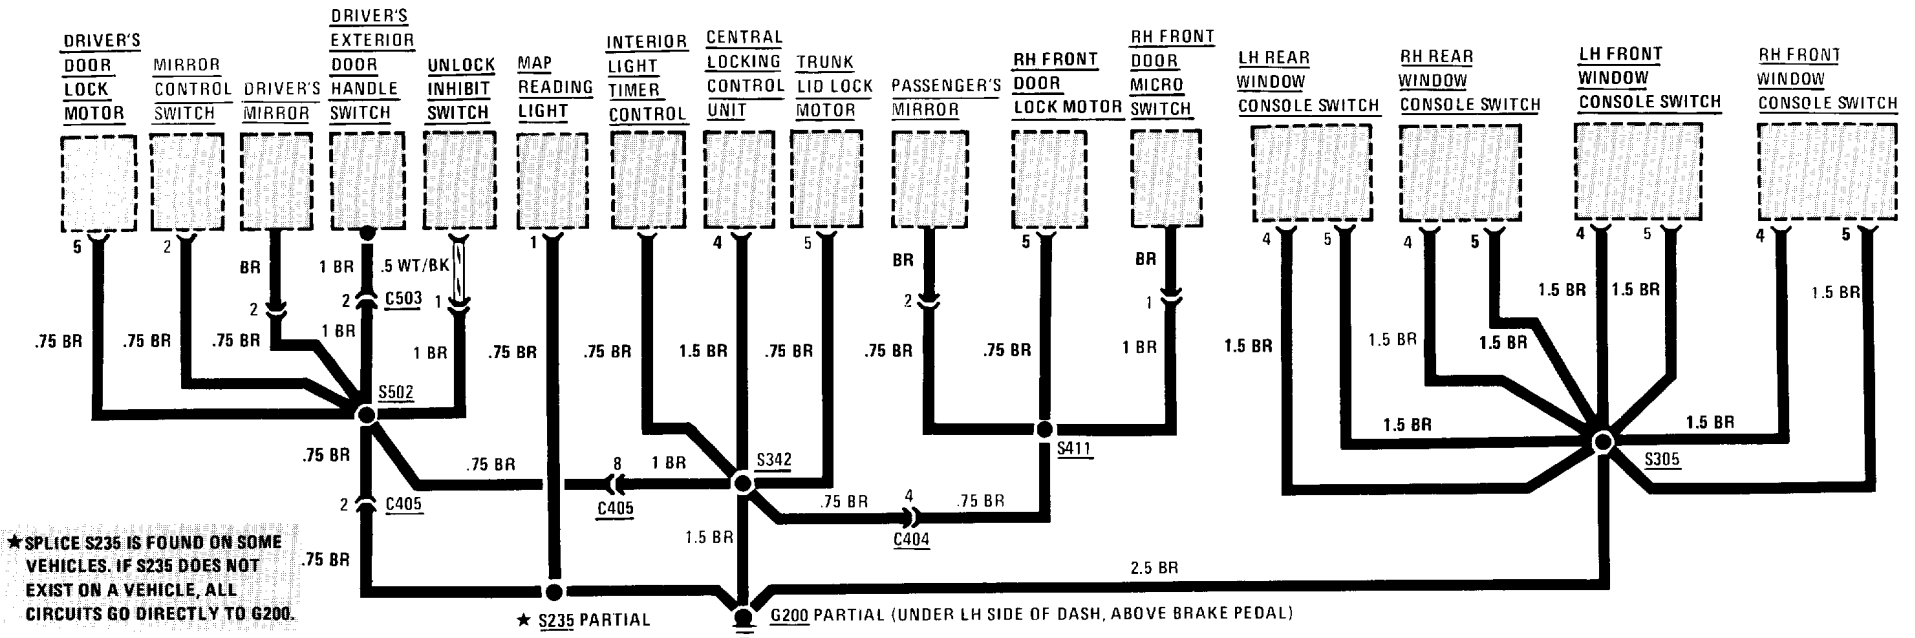 DRIVER'S
DOOR
LOCK
MOTOR
MIRROR
CONTROL
SWITCH
DRIVER'S
MIRROR
DRIVER'S
EXTERIOR
DOOR
HANDLE
SWITCH
UNLOCK
INHIBIT
SWITCH
MAP
READING
LIGHT
INTERIOR
LIGHT
TIMER
CONTROL
CENTRAL
LOCKING
CONTROL
UNIT
TRUNK
LID LOCK
MOTOR
PASSENGER'S
MIRROR
RH FRONT
DOOR
LOCK MOTOR
RH FRONT
DOOR
MICRO
SWITCH
LH REAR
WINDOW
CONSOLE SWITCH
RH REAR
WINDOW
CONSOLE SWITCH
LH FRONT
WINDOW
CONSOLE SWITCH
RH FRONT
WINDOW
CONSOLE SWITCH
5 2 1 4 5 5 4 5 4 5 4 5 4 5
BR 1 BR .5 WT/BK BR BR
2 2 C503 1 2 1
1 BR
1.5 BR 1.5 BR 1.5 BR
.75 BR .75 BR .75 BR 1 BR .75 BR .75 BR 1.5 BR .75 BR .75 BR .75 BR 1 BR 1.5 BR 1.5 BR 1.5 BR
S502
1.5 BR 1.5 BR
.75 BR .75 BR 8 1 BR S342 S411 S305
2 C405 C405 .75 BR 4 .75 BR
C404
1.5 BR
.75 BR
2.5 BR
★ SPLICE S235 IS FOUND ON SOME
VEHICLES. IF S235 DOES NOT
EXIST ON A VEHICLE, ALL
CIRCUITS GO DIRECTLY TO G200.
★ S235 PARTIAL
G200 PARTIAL (UNDER LH SIDE OF DASH, ABOVE BRAKE PEDAL)